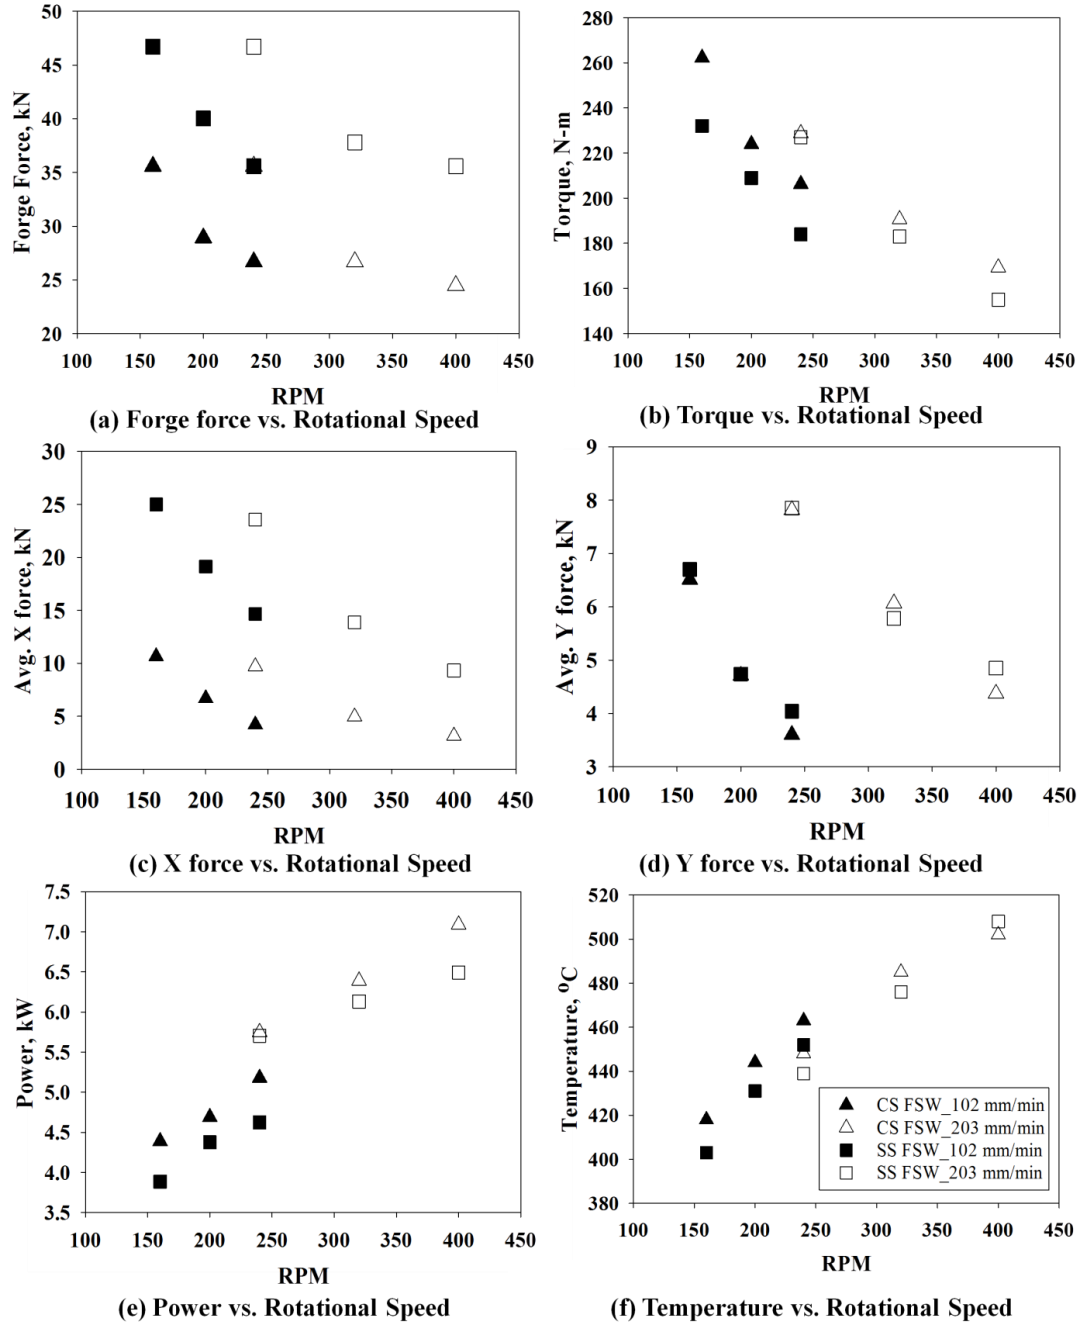 50
45
40
35
30
25
20
Forge Force, kN
100 150 200 250 300 350 400 450
RPM
(a) Forge force vs. Rotational Speed
280
260
240
220
200
180
160
140
Torque, N-m
100 150 200 250 300 350 400 450
RPM
(b) Torque vs. Rotational Speed
30
25
20
15
10
5
0
Avg. X force, kN
100 150 200 250 300 350 400 450
RPM
(c) X force vs. Rotational Speed
9
8
7
6
5
4
3
Avg. Y force, kN
100 150 200 250 300 350 400 450
RPM
(d) Y force vs. Rotational Speed
7.5
7.0
6.5
6.0
5.5
5.0
4.5
4.0
3.5
Power, kW
100 150 200 250 300 350 400 450
RPM
(e) Power vs. Rotational Speed
520
500
480
460
440
420
400
380
Temperature, °C
CS FSW_102 mm/min
CS FSW_203 mm/min
SS FSW_102 mm/min
SS FSW_203 mm/min
100 150 200 250 300 350 400 450
RPM
(f) Temperature vs. Rotational Speed